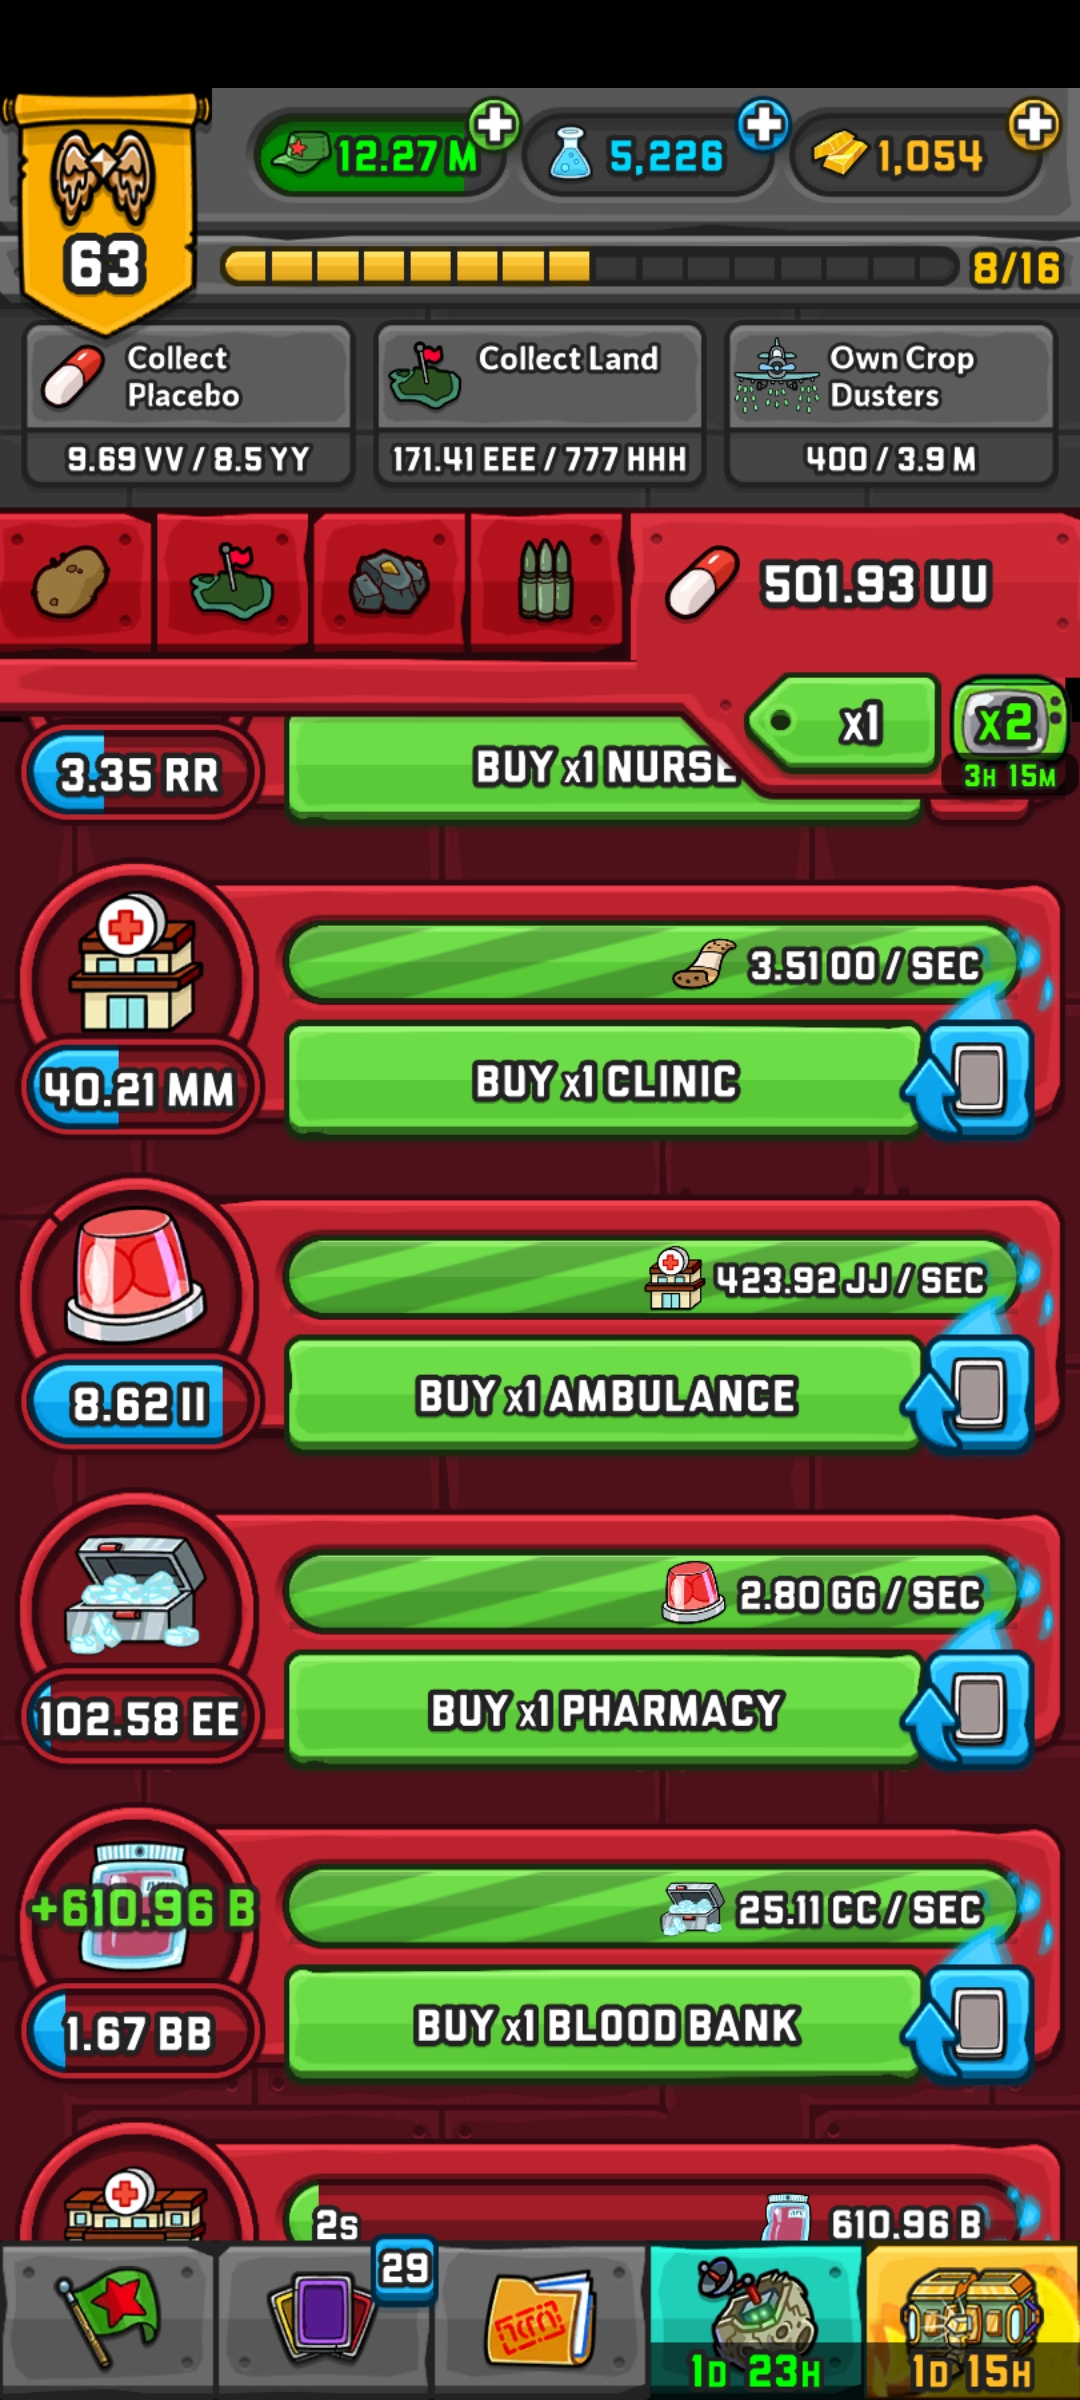 12.27 M
5,226
1,054
63
8/16
Collect
Placebo
9.69 VV / 8.5 YY
Collect Land
171.41 EEE / 777 HHH
Own Crop
Dusters
400 / 3.9 M
501.93 UU
x1
x2
3H 15M
3.35 RR
BUY x1 NURSE
3.51 OO / SEC
40.21 MM
BUY x1 CLINIC
423.92 JJ / SEC
8.62 II
BUY x1 AMBULANCE
2.80 GG / SEC
102.58 EE
BUY x1 PHARMACY
+610.96 B
25.11 CC / SEC
1.67 BB
BUY x1 BLOOD BANK
2s
610.96 B
29
1D 23H
1D 15H